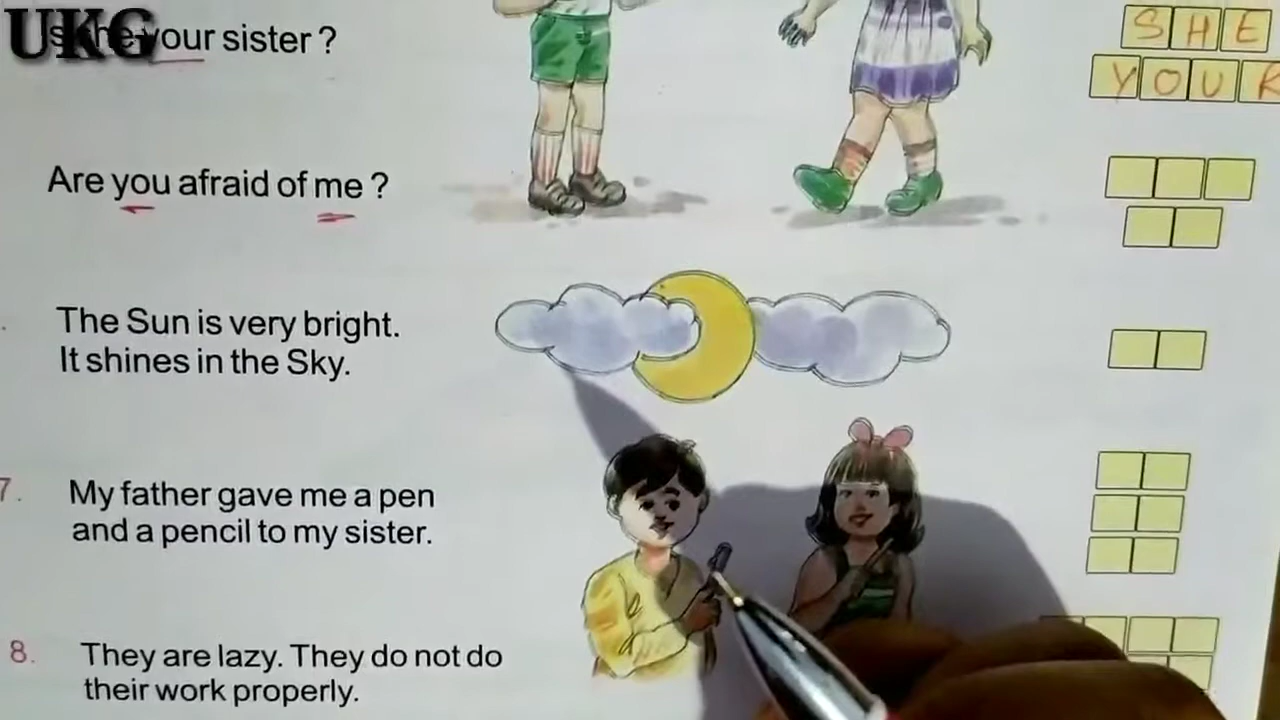 UKG
she your sister ?
S H E
Y O U R
Are you afraid of me ?
The Sun is very bright.
It shines in the Sky.
7. My father gave me a pen
and a pencil to my sister.
8. They are lazy. They do not do
their work properly.